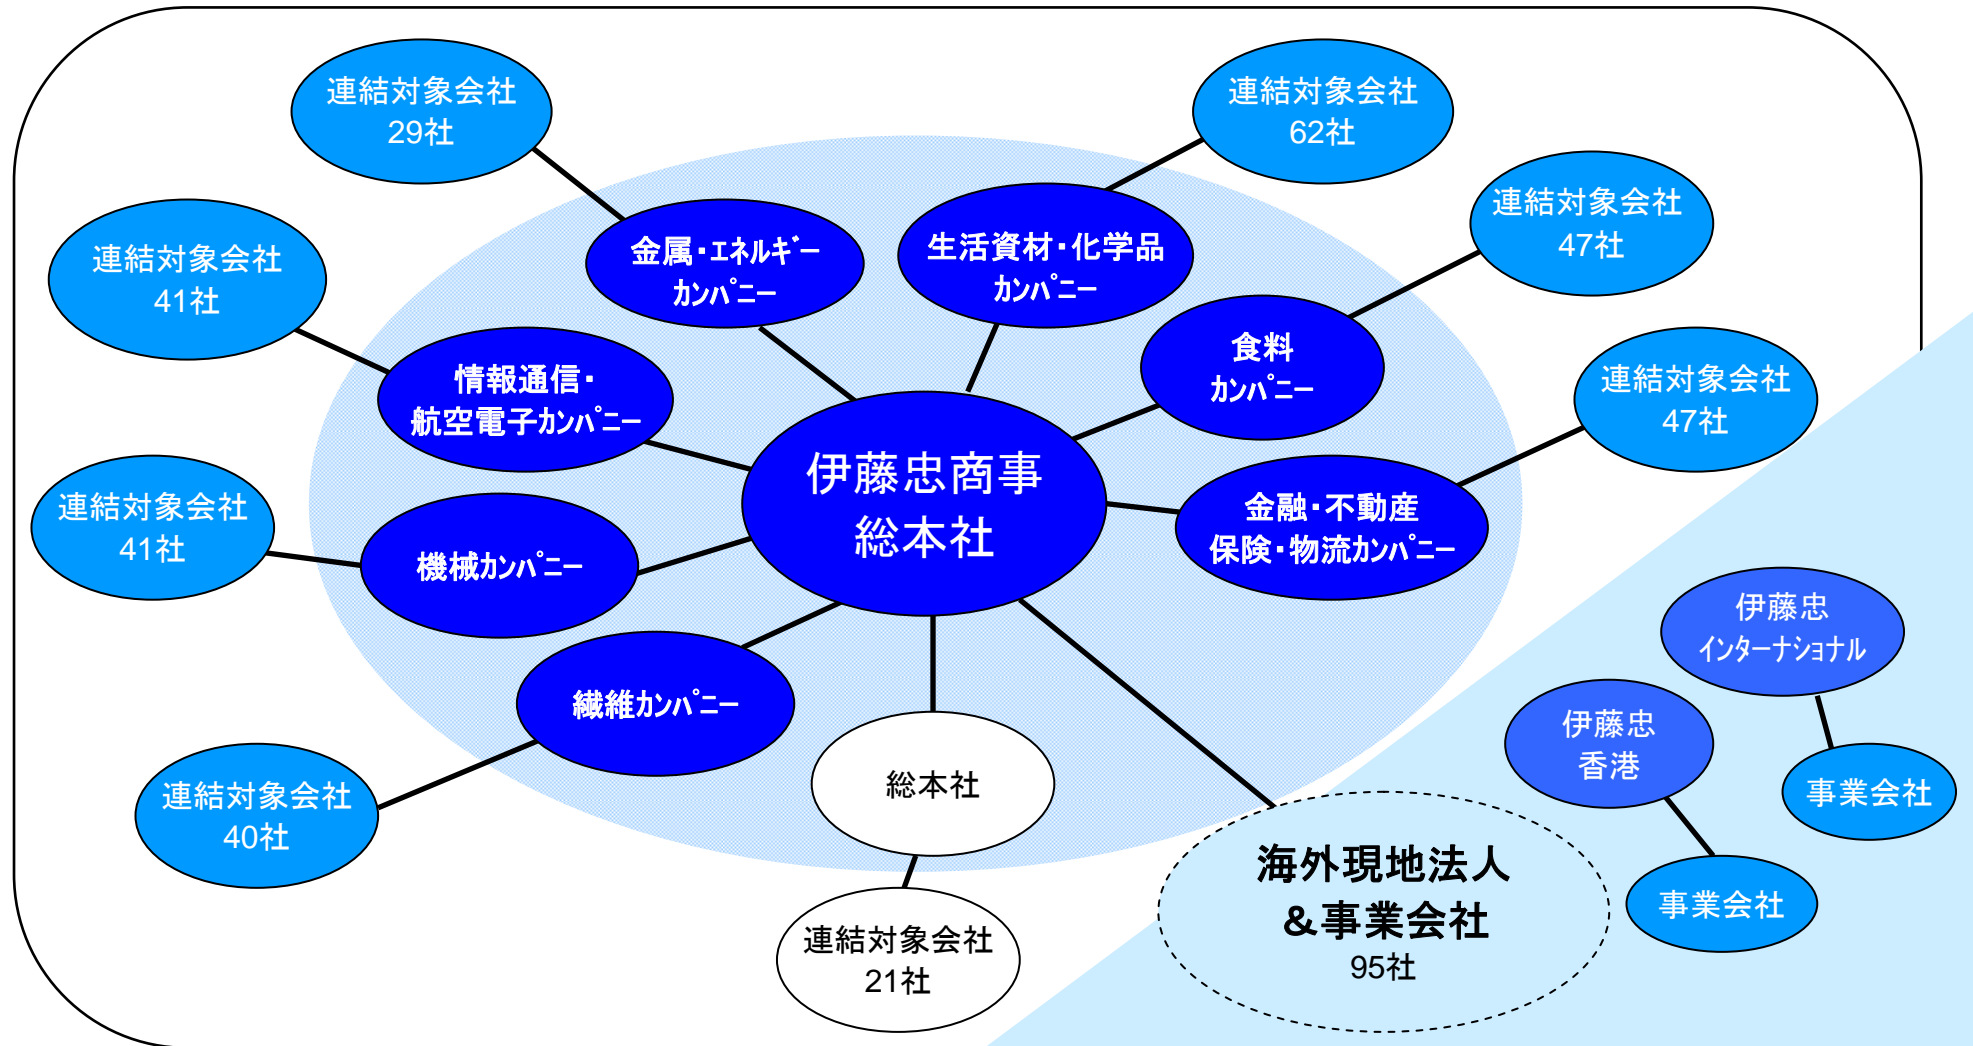 連結対象会社
29社
連結対象会社
62社
連結対象会社
47社
連結対象会社
41社
金属・ｴﾈﾙｷﾞｰ
ｶﾝﾊﾟﾆｰ
生活資材・化学品
ｶﾝﾊﾟﾆｰ
食料
ｶﾝﾊﾟﾆｰ
連結対象会社
47社
情報通信・
航空電子ｶﾝﾊﾟﾆｰ
伊藤忠商事
総本社
連結対象会社
41社
機械ｶﾝﾊﾟﾆｰ
金融・不動産
保険・物流ｶﾝﾊﾟﾆｰ
伊藤忠
ｲﾝﾀｰﾅｼｮﾅﾙ
繊維ｶﾝﾊﾟﾆｰ
伊藤忠
香港
連結対象会社
40社
総本社
事業会社
海外現地法人
＆事業会社
95社
事業会社
連結対象会社
21社